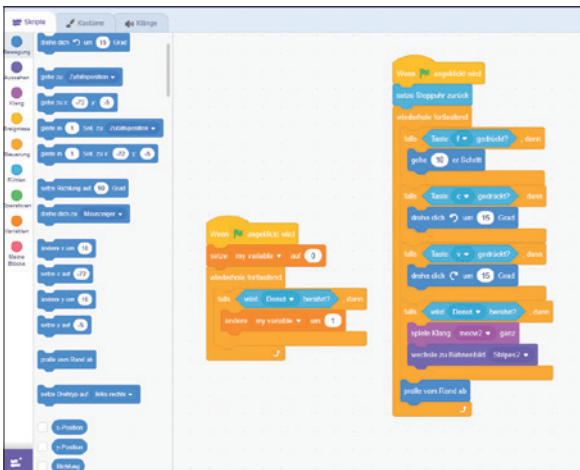 Skripte Kostüme Klänge
Bewegung
Aussehen
Klang
Ereignisse
Steuerung
Fühlen
Operatoren
Variablen
Meine Blöcke
drehe dich um 15 Grad
gehe zu Zufallsposition
gehe zu x: -72 y: -5
gleite in 1 Sek. zu Zufallsposition
gleite in 1 Sek. zu x: -72 y: -5
setze Richtung auf 90 Grad
drehe dich zu Mauszeiger
ändere x um 10
setze x auf -72
ändere y um 10
setze y auf -5
pralle vom Rand ab
setze Drehtyp auf links-rechts
x-Position
y-Position
Richtung
Wenn angeklickt wird
setze my variable auf 0
wiederhole fortlaufend
falls wird Donut berührt? , dann
ändere my variable um 1
Wenn angeklickt wird
setze Stoppuhr zurück
wiederhole fortlaufend
falls Taste f gedrückt? , dann
gehe 10 er Schritt
falls Taste c gedrückt? , dann
drehe dich um 15 Grad
falls Taste v gedrückt? , dann
drehe dich um 15 Grad
falls wird Donut berührt? , dann
spiele Klang meow2 ganz
wechsle zu Bühnenbild Stripes2
pralle vom Rand ab